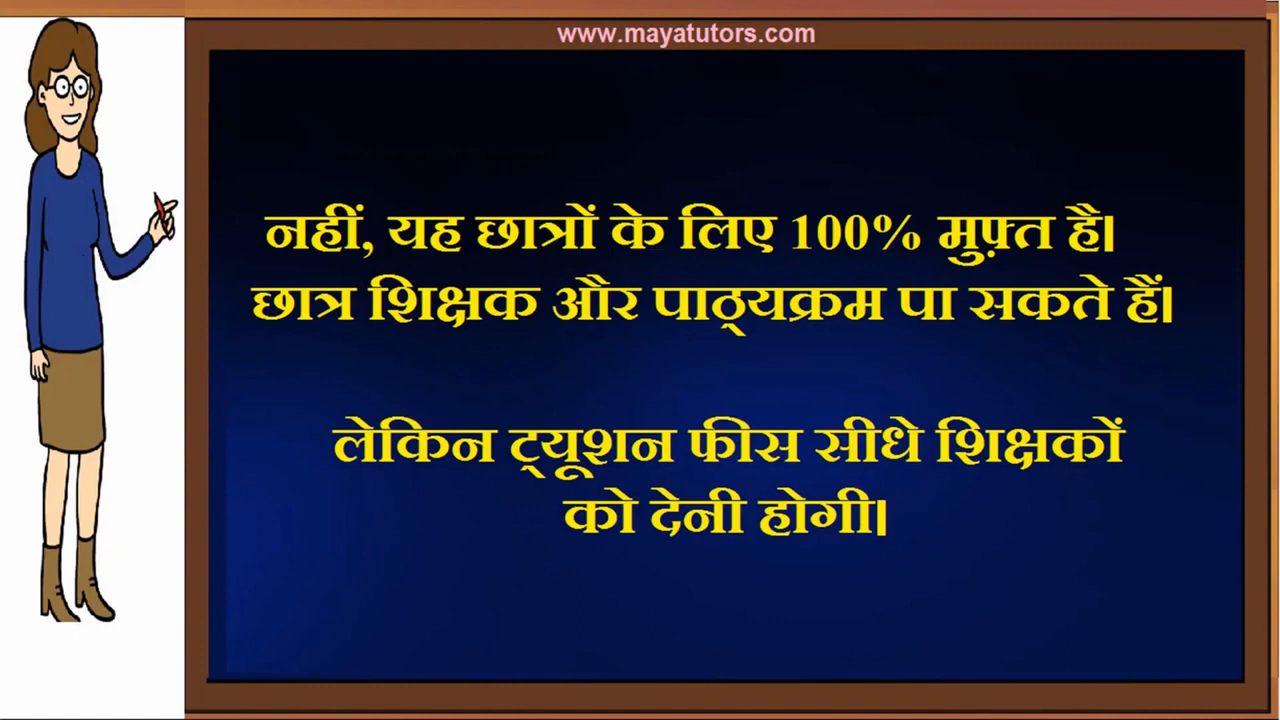 www.mayatutors.com
नहीं, यह छात्रों के लिए 100% मुफ़्त है।
छात्र शिक्षक और पाठ्यक्रम पा सकते हैं।
लेकिन ट्यूशन फीस सीधे शिक्षकों
को देनी होगी।